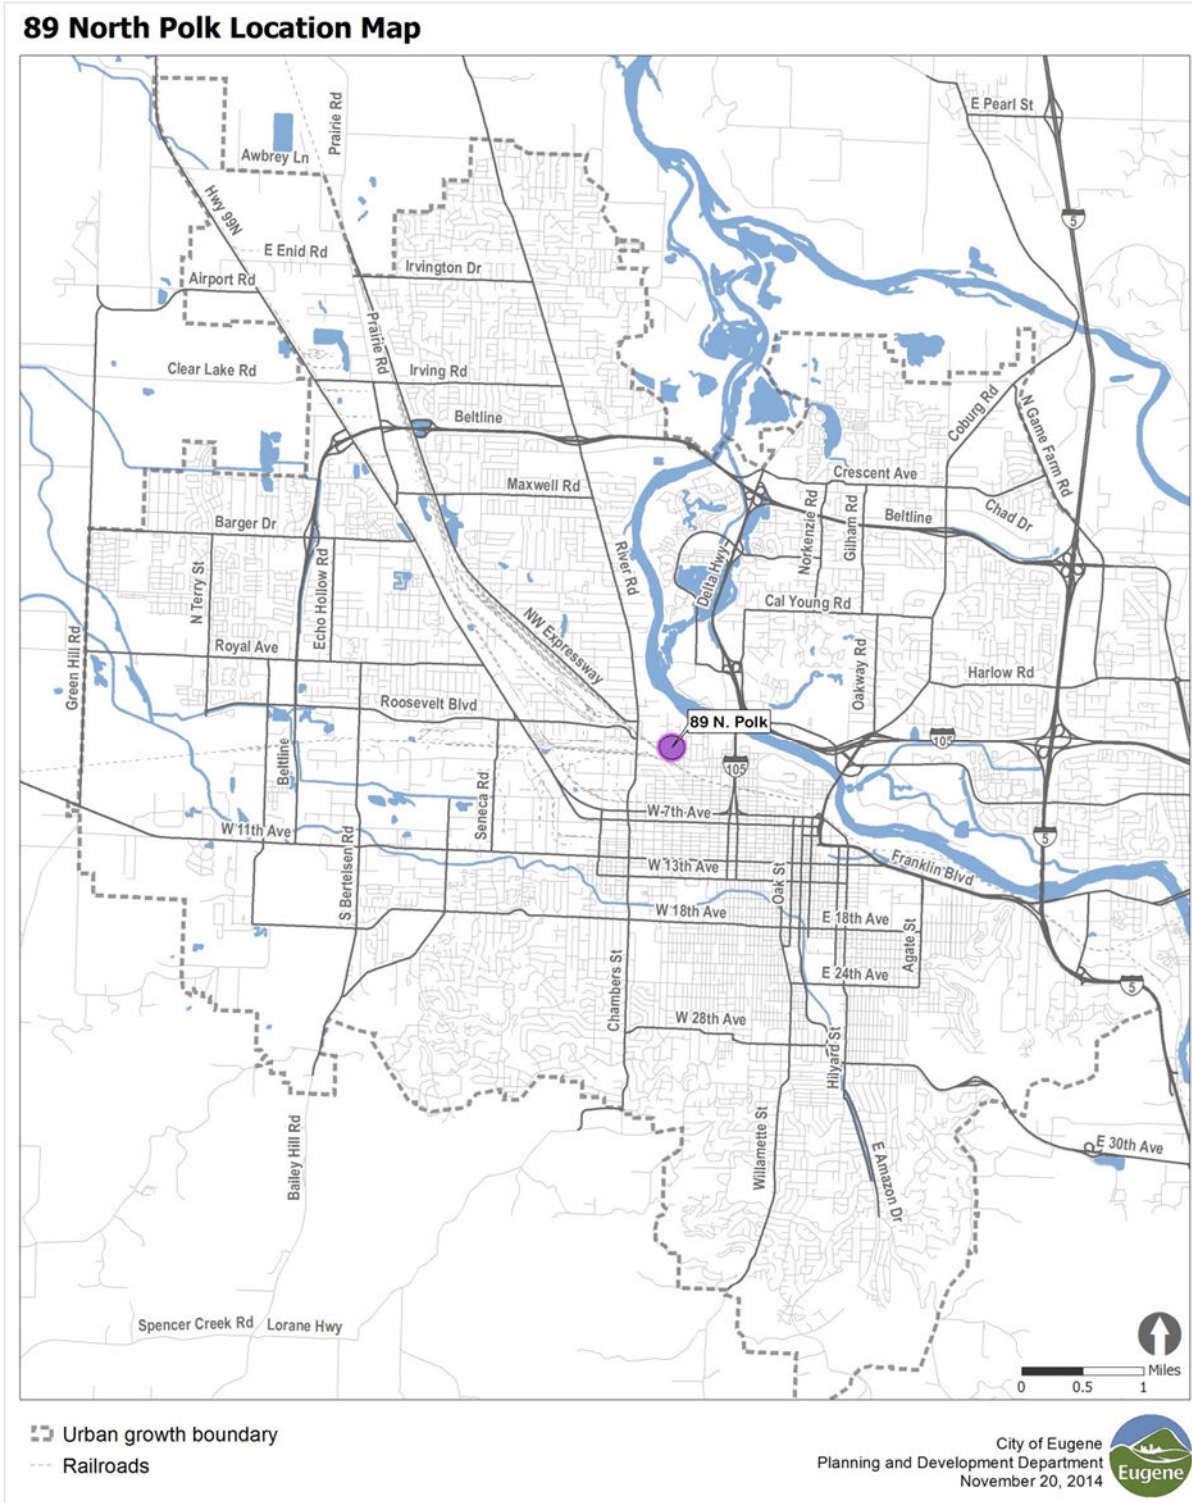 89 North Polk Location Map
E Pearl St
Prairie Rd
Awbrey Ln
Hwy 99N
5
E Enid Rd
Irvington Dr
Airport Rd
Prairie Rd
Clear Lake Rd
Irving Rd
Coburg Rd
N Game Farm Rd
Beltline
Crescent Ave
Maxwell Rd
Chad Dr
Barger Dr
Norkenzie Rd
Gilham Rd
Beltline
River Rd
Delta Hwy
N Terry St
Echo Hollow Rd
Cal Young Rd
NW Expressway
Royal Ave
Green Hill Rd
Oakway Rd
Harlow Rd
Roosevelt Blvd
89 N. Polk
105
105
Beltline
Seneca Rd
W 7th Ave
W 11th Ave
5
S Bertelsen Rd
W 13th Ave
Oak St
Franklin Blvd
W 18th Ave
E 18th Ave
Agate St
Chambers St
E 24th Ave
5
W 28th Ave
Hilyard St
Bailey Hill Rd
Willamette St
E Amazon Dr
E 30th Ave
Spencer Creek Rd
Lorane Hwy
Miles
0 0.5 1
Urban growth boundary
Railroads
City of Eugene
Planning and Development Department
November 20, 2014
Eugene